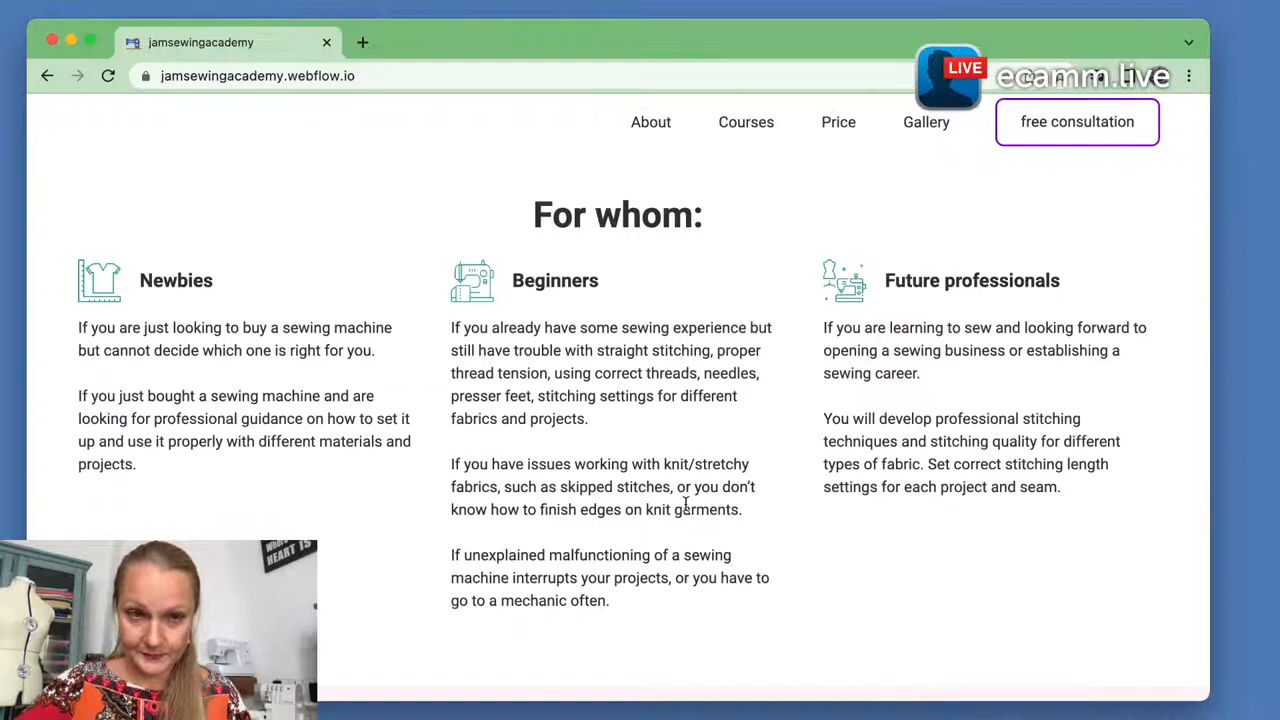 jamsewingacademy
jamsewingacademy.webflow.io
LIVE
ecamm.live
About
Courses
Price
Gallery
free consultation
For whom:
Newbies
If you are just looking to buy a sewing machine
but cannot decide which one is right for you.
If you just bought a sewing machine and are
looking for professional guidance on how to set it
up and use it properly with different materials and
projects.
Beginners
If you already have some sewing experience but
still have trouble with straight stitching, proper
thread tension, using correct threads, needles,
presser feet, stitching settings for different
fabrics and projects.
If you have issues working with knit/stretchy
fabrics, such as skipped stitches, or you don’t
know how to finish edges on knit garments.
If unexplained malfunctioning of a sewing
machine interrupts your projects, or you have to
go to a mechanic often.
Future professionals
If you are learning to sew and looking forward to
opening a sewing business or establishing a
sewing career.
You will develop professional stitching
techniques and stitching quality for different
types of fabric. Set correct stitching length
settings for each project and seam.
HEART IS